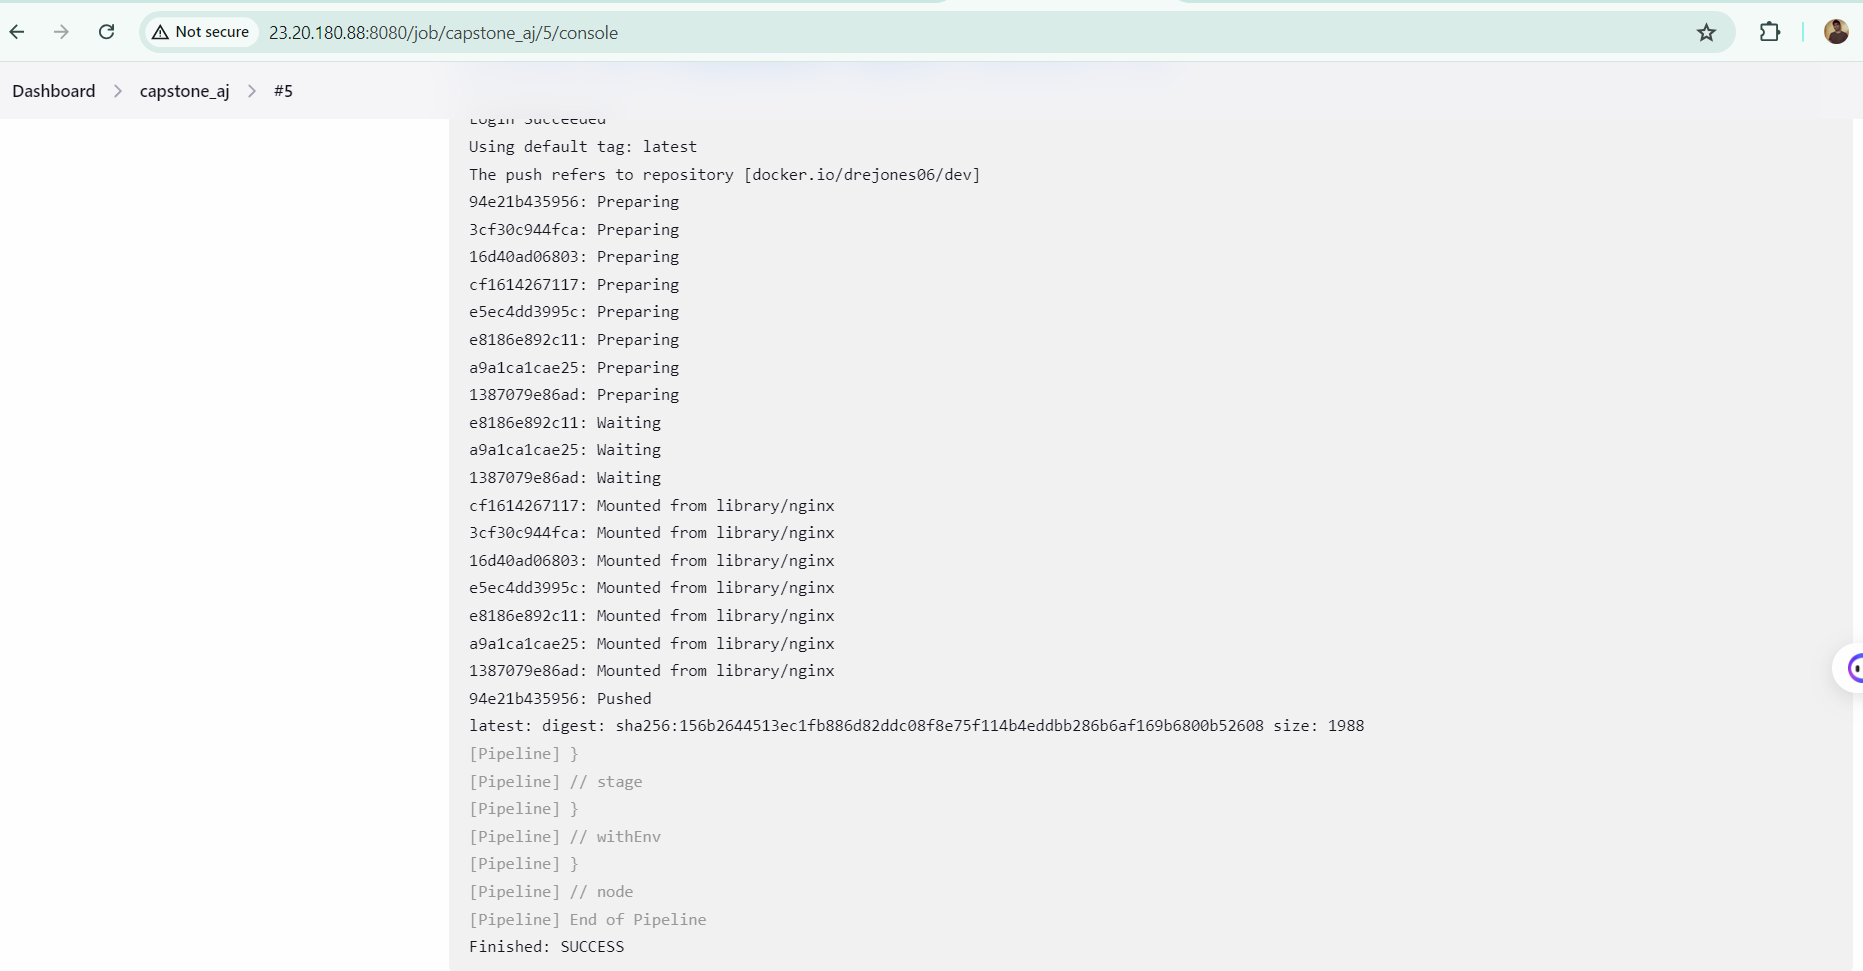 Not secure 23.20.180.88:8080/job/capstone_aj/5/console
Dashboard > capstone_aj > #5
Login Succeeded
Using default tag: latest
The push refers to repository [docker.io/drejones06/dev]
94e21b435956: Preparing
3cf30c944fca: Preparing
16d40ad06803: Preparing
cf1614267117: Preparing
e5ec4dd3995c: Preparing
e8186e892c11: Preparing
a9a1ca1cae25: Preparing
1387079e86ad: Preparing
e8186e892c11: Waiting
a9a1ca1cae25: Waiting
1387079e86ad: Waiting
cf1614267117: Mounted from library/nginx
3cf30c944fca: Mounted from library/nginx
16d40ad06803: Mounted from library/nginx
e5ec4dd3995c: Mounted from library/nginx
e8186e892c11: Mounted from library/nginx
a9a1ca1cae25: Mounted from library/nginx
1387079e86ad: Mounted from library/nginx
94e21b435956: Pushed
latest: digest: sha256:156b2644513ec1fb886d82ddc08f8e75f114b4eddbb286b6af169b6800b52608 size: 1988
[Pipeline] }
[Pipeline] // stage
[Pipeline] }
[Pipeline] // withEnv
[Pipeline] }
[Pipeline] // node
[Pipeline] End of Pipeline
Finished: SUCCESS